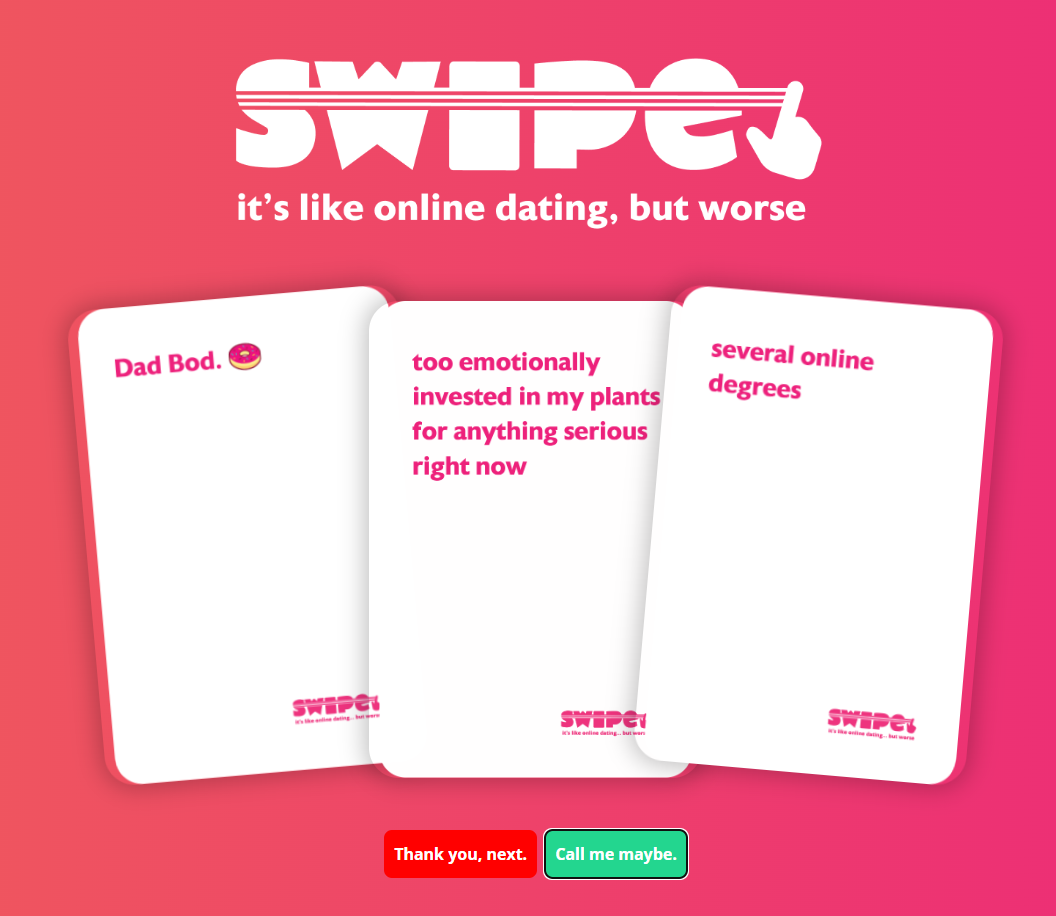 SWIPE
it's like online dating, but worse
Dad Bod. 🍩
too emotionally
invested in my plants
for anything serious
right now
several online
degrees
SWIPE
it's like online dating... but worse
SWIPE
it's like online dating... but wors
SWIPE
it's like online dating... but worse
Thank you, next.
Call me maybe.